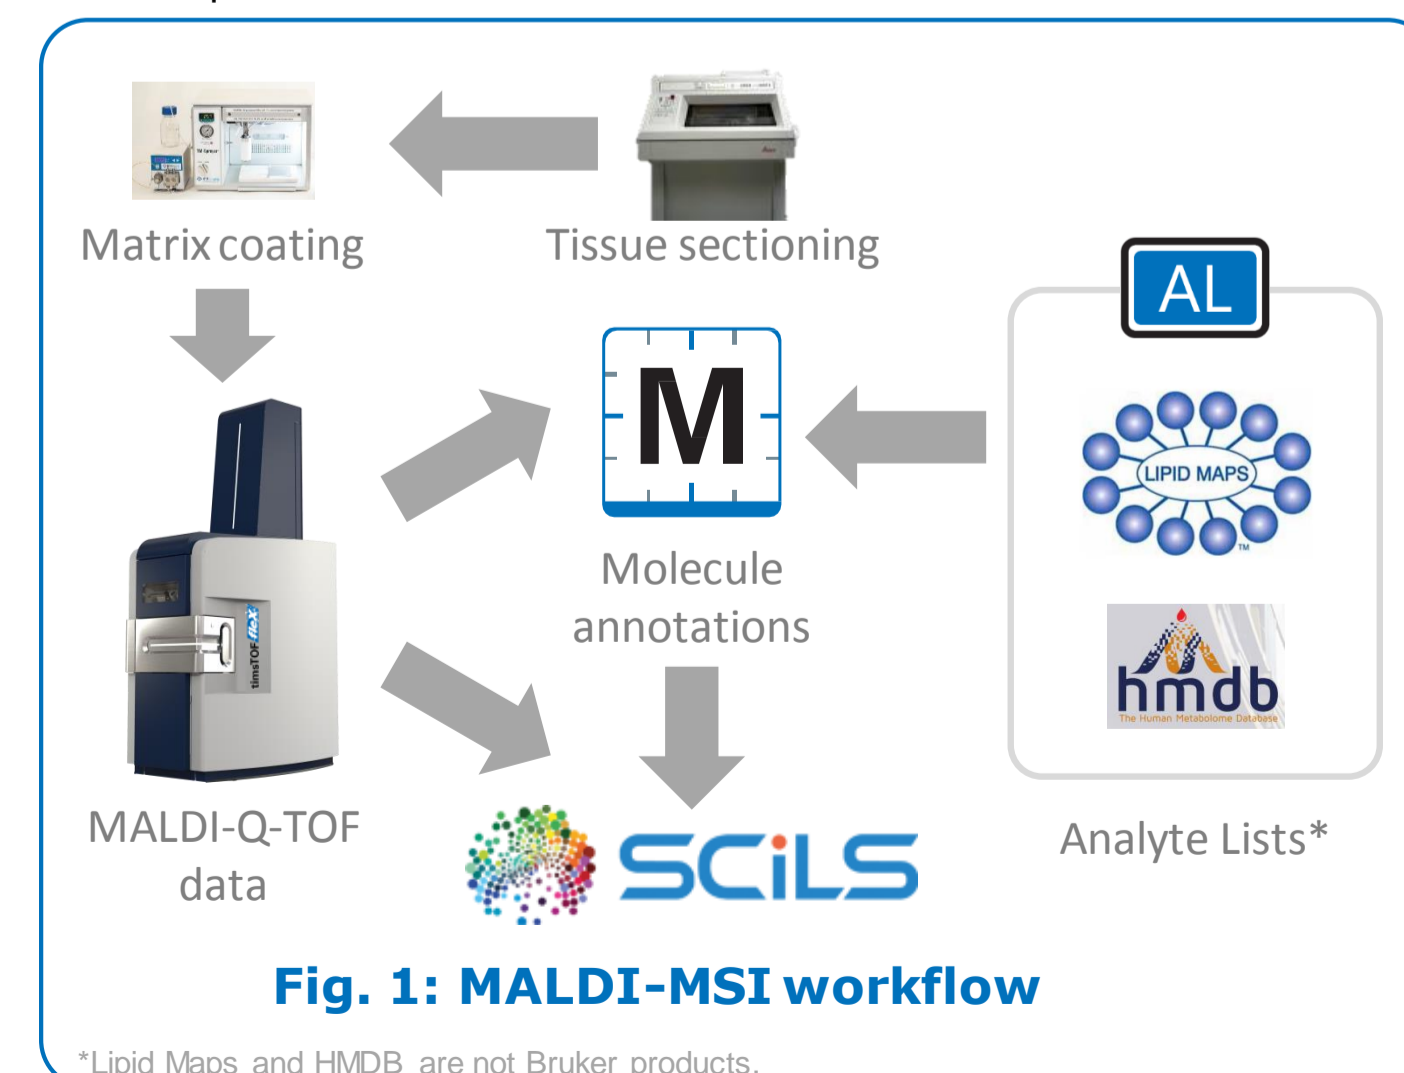 Matrix coating
Tissue sectioning
AL
M
LIPID MAPS
TM
Molecule
annotations
hmdb
The Human Metabolome Database
timsTOF fleX
MALDI-Q-TOF
data
SCiLS
Analyte Lists*
Fig. 1: MALDI-MSI workflow
*Lipid Maps and HMDB are not Bruker products.